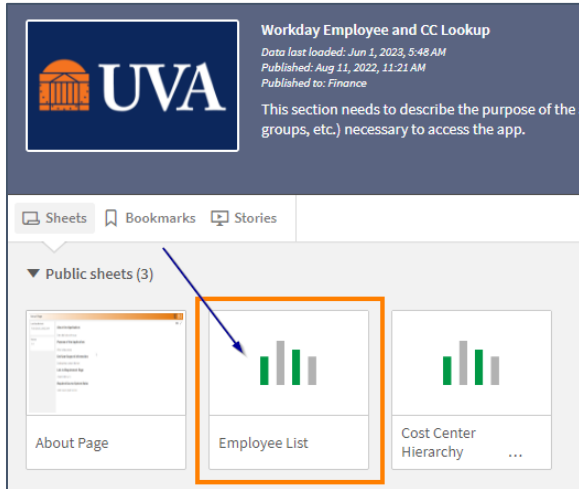 UVA
Workday Employee and CC Lookup
Data last loaded: Jun 1, 2023, 5:48 AM
Published: Aug 11, 2022, 11:21 AM
Published to: Finance
This section needs to describe the purpose of the
groups, etc.) necessary to access the app.
Sheets Bookmarks Stories
Public sheets (3)
About Page
Employee List
Cost Center
Hierarchy ...